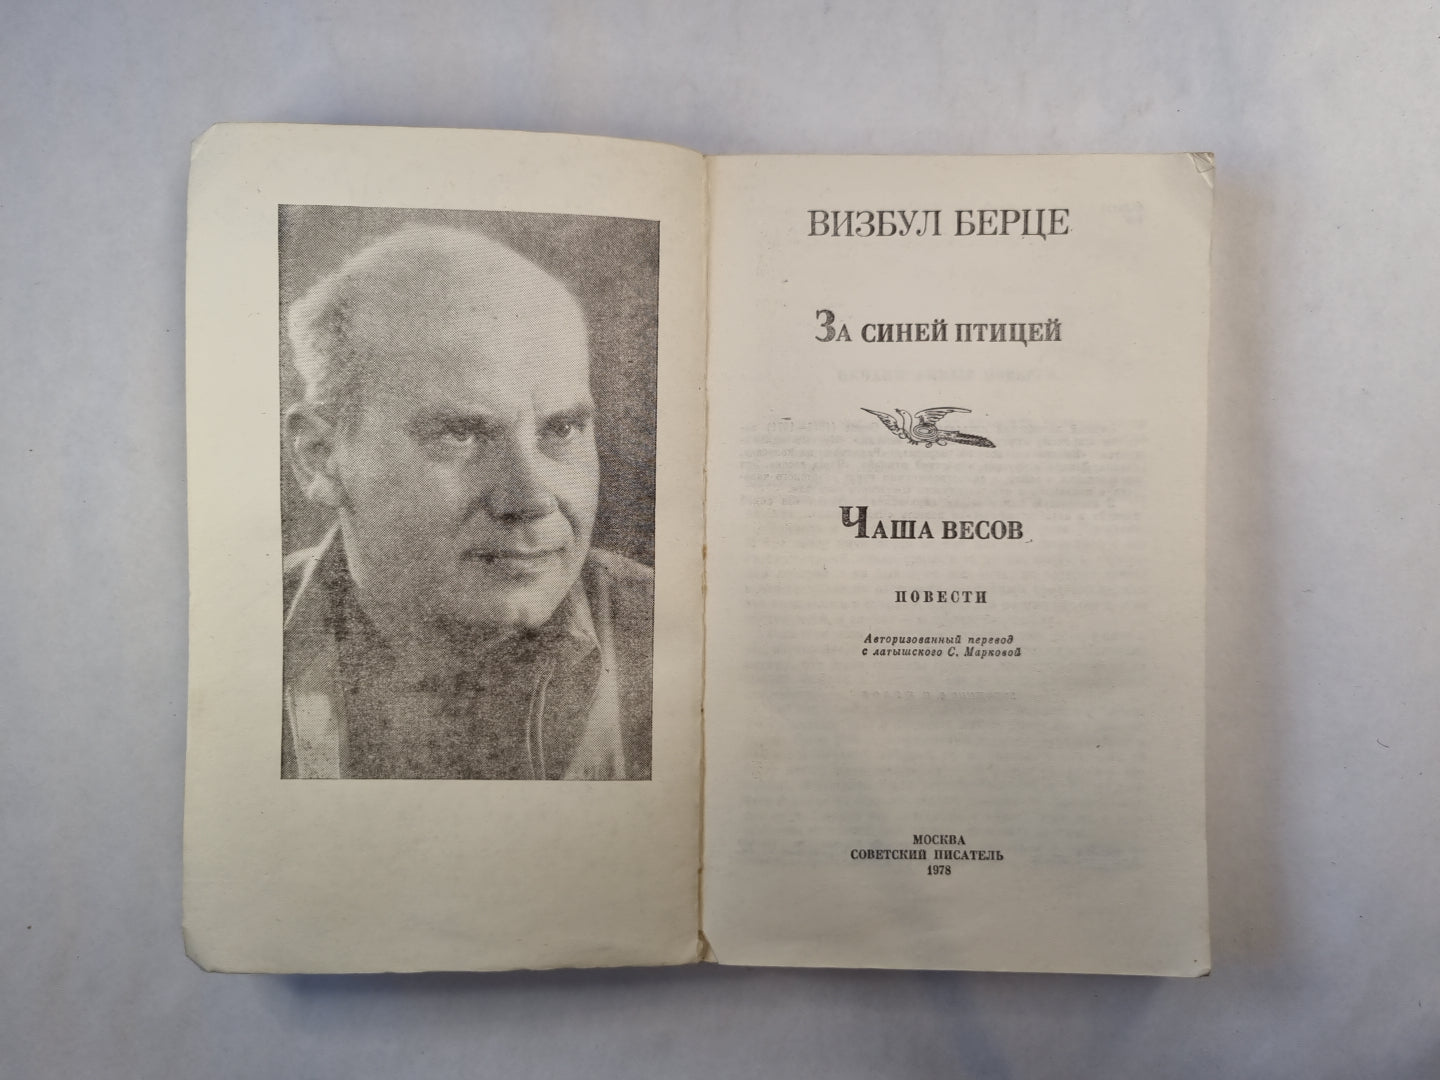 ВИЗБУЛ БЕРЦЕ
ЗА СИНЕЙ ПТИЦЕЙ
ЧАША ВЕСОВ
ПОВЕСТИ
Авторизованный перевод
с латышского С. Марковой
МОСКВА
СОВЕТСКИЙ ПИСАТЕЛЬ
1978